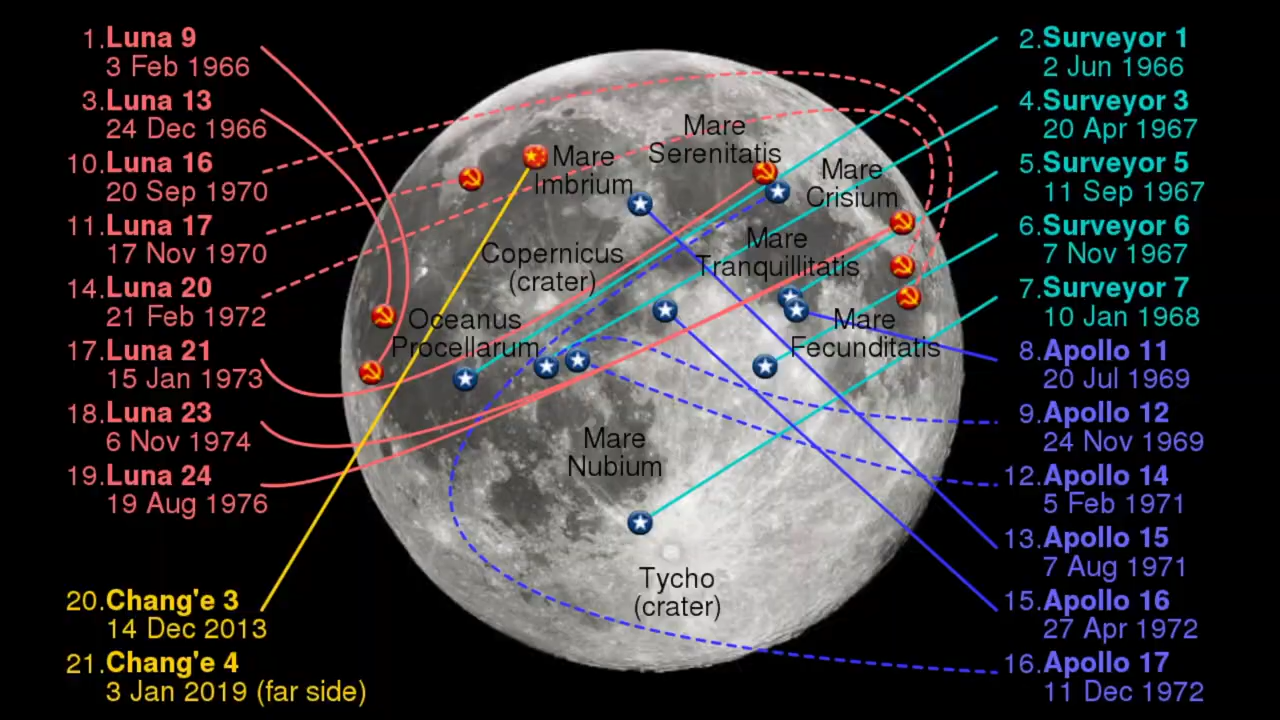 1. Luna 9
3 Feb 1966
3. Luna 13
24 Dec 1966
10. Luna 16
20 Sep 1970
11. Luna 17
17 Nov 1970
14. Luna 20
21 Feb 1972
17. Luna 21
15 Jan 1973
18. Luna 23
6 Nov 1974
19. Luna 24
19 Aug 1976
20. Chang'e 3
14 Dec 2013
21. Chang'e 4
3 Jan 2019 (far side)
Mare
Serenitatis
Mare
Imbrium
Mare
Crisium
Copernicus
(crater)
Mare
Tranquillitatis
Oceanus
Procellarum
Mare
Fecunditatis
Mare
Nubium
Tycho
(crater)
2. Surveyor 1
2 Jun 1966
4. Surveyor 3
20 Apr 1967
5. Surveyor 5
11 Sep 1967
6. Surveyor 6
7 Nov 1967
7. Surveyor 7
10 Jan 1968
8. Apollo 11
20 Jul 1969
9. Apollo 12
24 Nov 1969
12. Apollo 14
5 Feb 1971
13. Apollo 15
7 Aug 1971
15. Apollo 16
27 Apr 1972
16. Apollo 17
11 Dec 1972